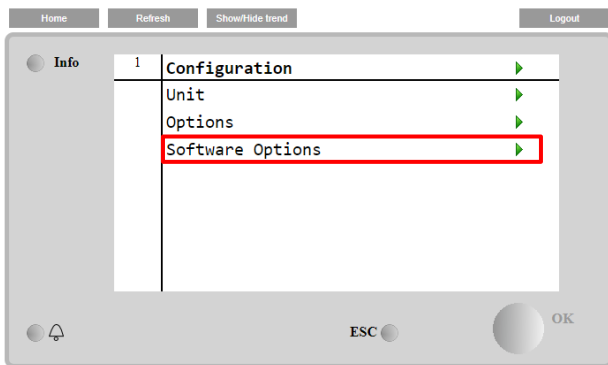 Home Refresh Show/Hide trend Logout
Info
1 Configuration
Unit
Options
Software Options
ESC
OK